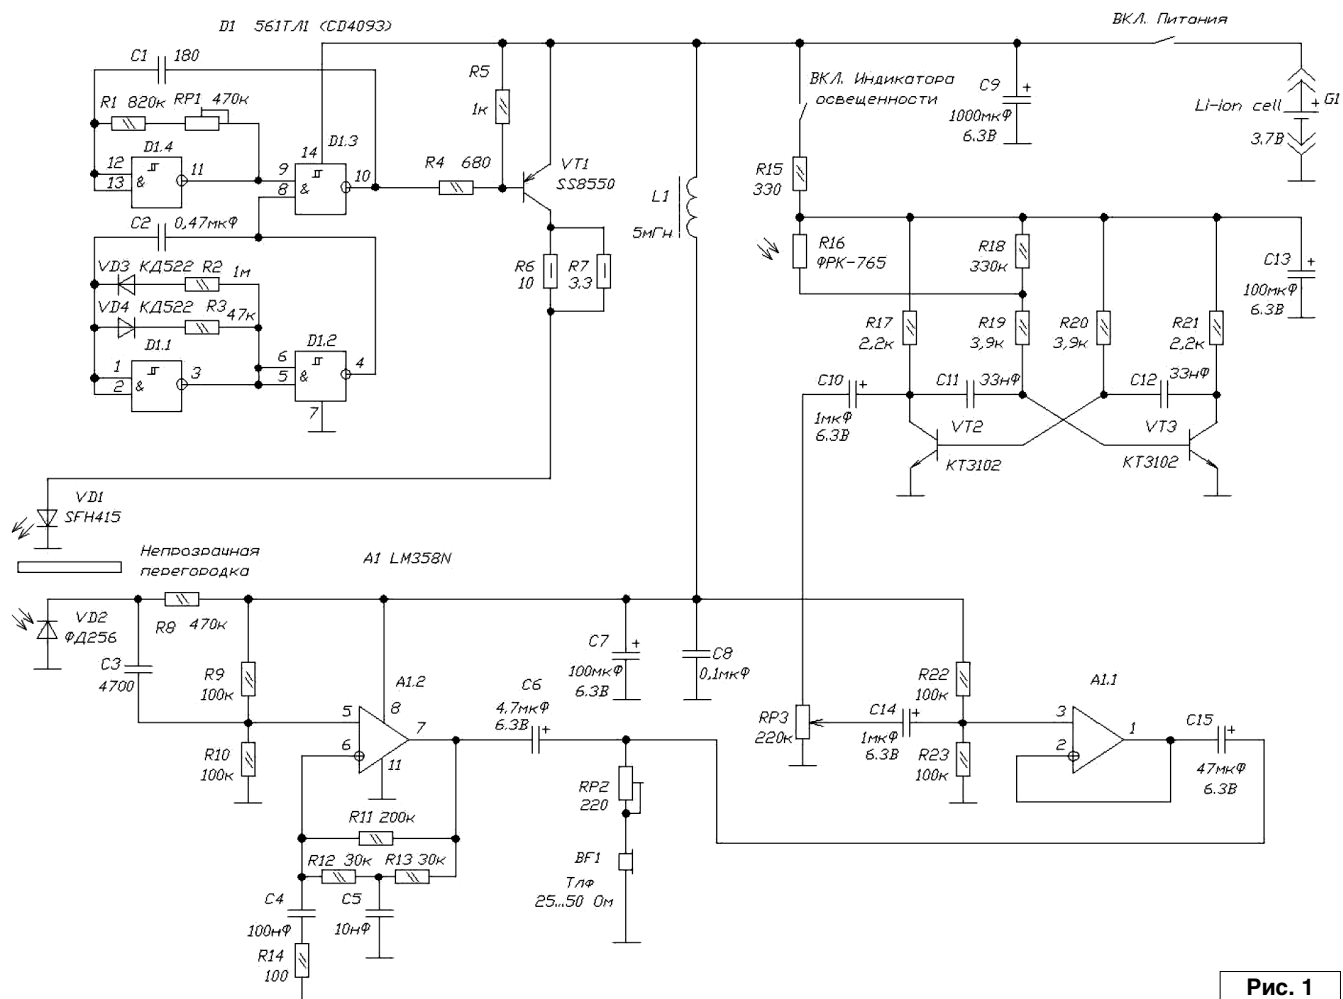 D1 561ТЛ1 (CD4093)
ВКЛ. Питания
C1 180
R1 820к RP1 470к
D1.4
12
13
&
11
14
D1.3
9
8
&
10
R5
1к
R4 680
VT1
SS8550
C2 0,47мкФ
VD3 КД522 R2 1м
VD4 КД522 R3 47к
D1.1
1
2
&
3
D1.2
6
5
&
4
7
R6
10
R7
3.3
L1
5мГн
ВКЛ. Индикатора
освещенности
C9
1000мкФ
6.3В
+
Li-ion cell
+
G1
3.7В
R15
330
R16
ФРК-765
R18
330к
C13
+
100мкФ
6.3В
R17
2,2к
R19
3,9к
R20
3,9к
R21
2,2к
C10
+
1мкФ
6.3В
C11 33нФ
C12 33нФ
VT2
КТ3102
VT3
КТ3102
VD1
SFH415
Непрозрачная
перегородка
A1 LM358N
VD2
ФД256
R8 470к
C3
4700
R9
100к
R10
100к
A1.2
5
6
8
7
11
C6
4,7мкФ
6.3В
+
C7
+
100мкФ
6.3В
C8
0,1мкФ
R11 200к
R12 30к R13 30к
C4
100нФ
C5
10нФ
R14
100
RP2
220
BF1
Тлф
25...50 Ом
RP3
220к
C14
+
1мкФ
6.3В
R22
100к
R23
100к
A1.1
3
2
1
C15
+
47мкФ
6.3В
Рис. 1